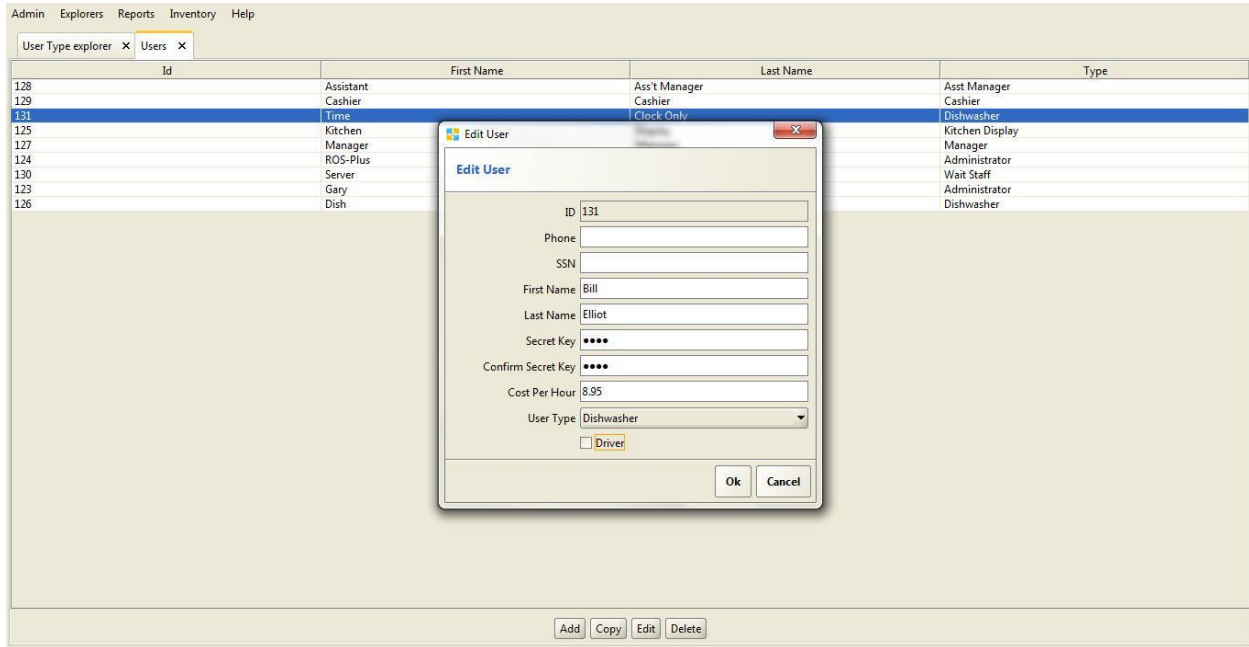 Admin Explorers Reports Inventory Help
User Type explorer X Users X
Id First Name Last Name Type
128 Assistant Ass't Manager Asst Manager
129 Cashier Cashier Cashier
131 Time Clock Only Dishwasher
125 Kitchen Kitchen Display
127 Manager Manager
124 ROS-Plus Administrator
130 Server Wait Staff
123 Gary Administrator
126 Dish Dishwasher
Edit User
Edit User
ID 131
Phone
SSN
First Name Bill
Last Name Elliot
Secret Key ●●●●
Confirm Secret Key ●●●●
Cost Per Hour 8.95
User Type Dishwasher
Driver
Ok Cancel
Add Copy Edit Delete